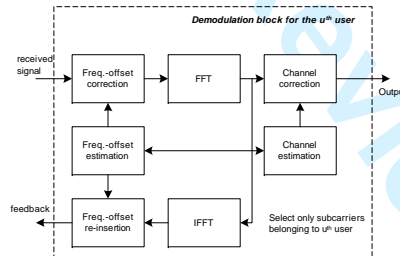 Demodulation block for the uth user
received
signal
Freq.-offset
correction
FFT
Channel
correction
Output
Freq.-offset
estimation
Channel
estimation
feedback
Freq.-offset
re-insertion
IFFT
Select only subcarriers
belonging to uth user